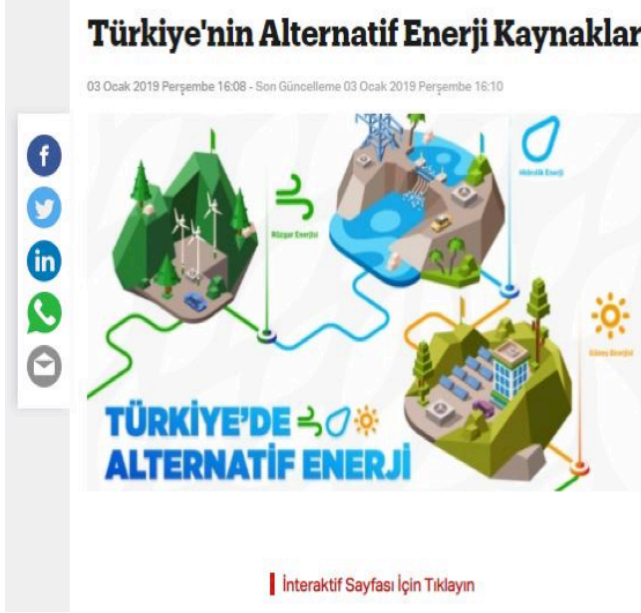 Türkiye'nin Alternatif Enerji Kaynaklar
03 Ocak 2019 Perşembe 16:08 - Son Güncelleme 03 Ocak 2019 Perşembe 16:10
Hidrolik Enerji
Rüzgar Enerjisi
Güneş Enerjisi
TÜRKİYE'DE
ALTERNATİF ENERJİ
İnteraktif Sayfası İçin Tıklayın